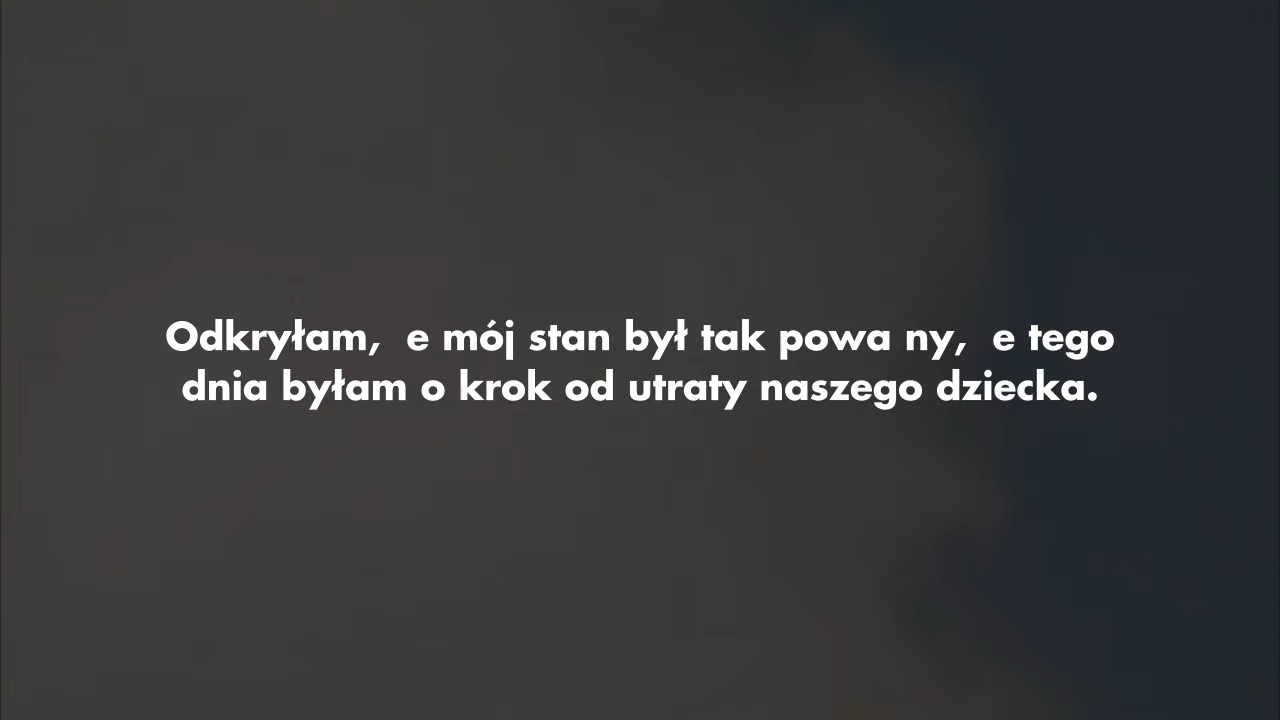 Odkryłam,  e mój stan był tak powa ny,  e tego
dnia byłam o krok od utraty naszego dziecka.